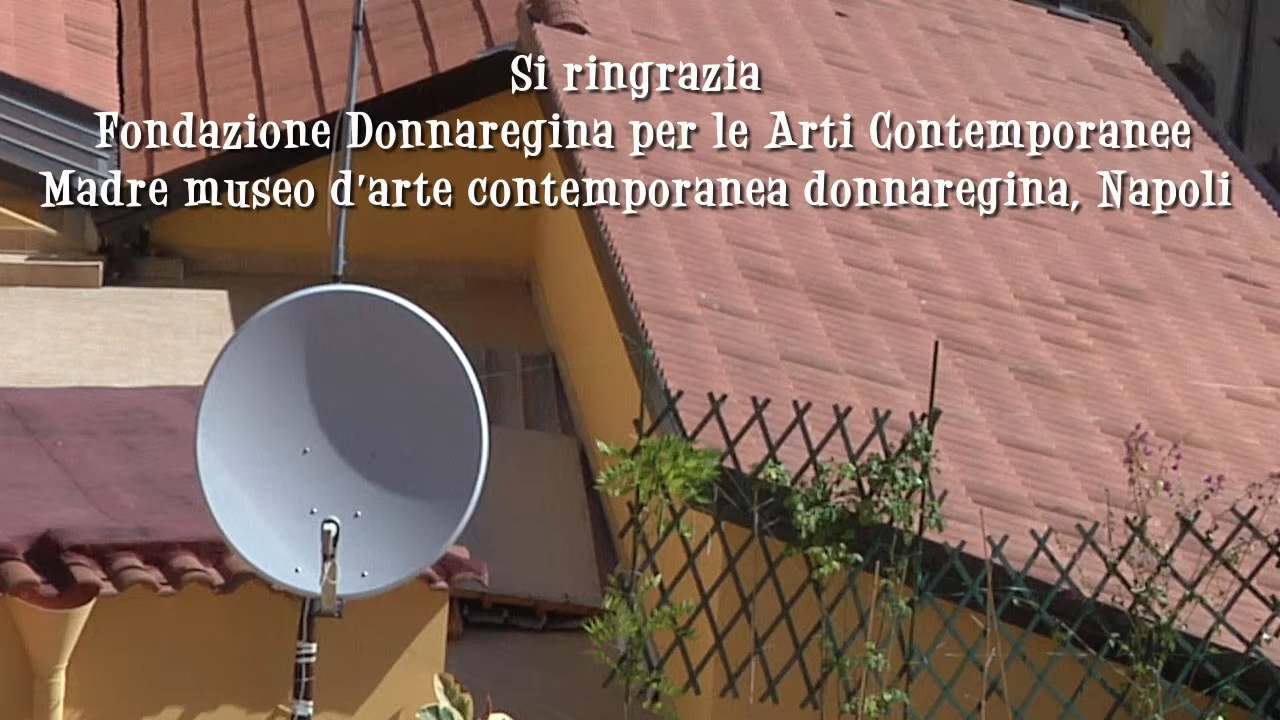 Si ringrazia
Fondazione Donnaregina per le Arti Contemporanee
Madre museo d'arte contemporanea donnaregina, Napoli